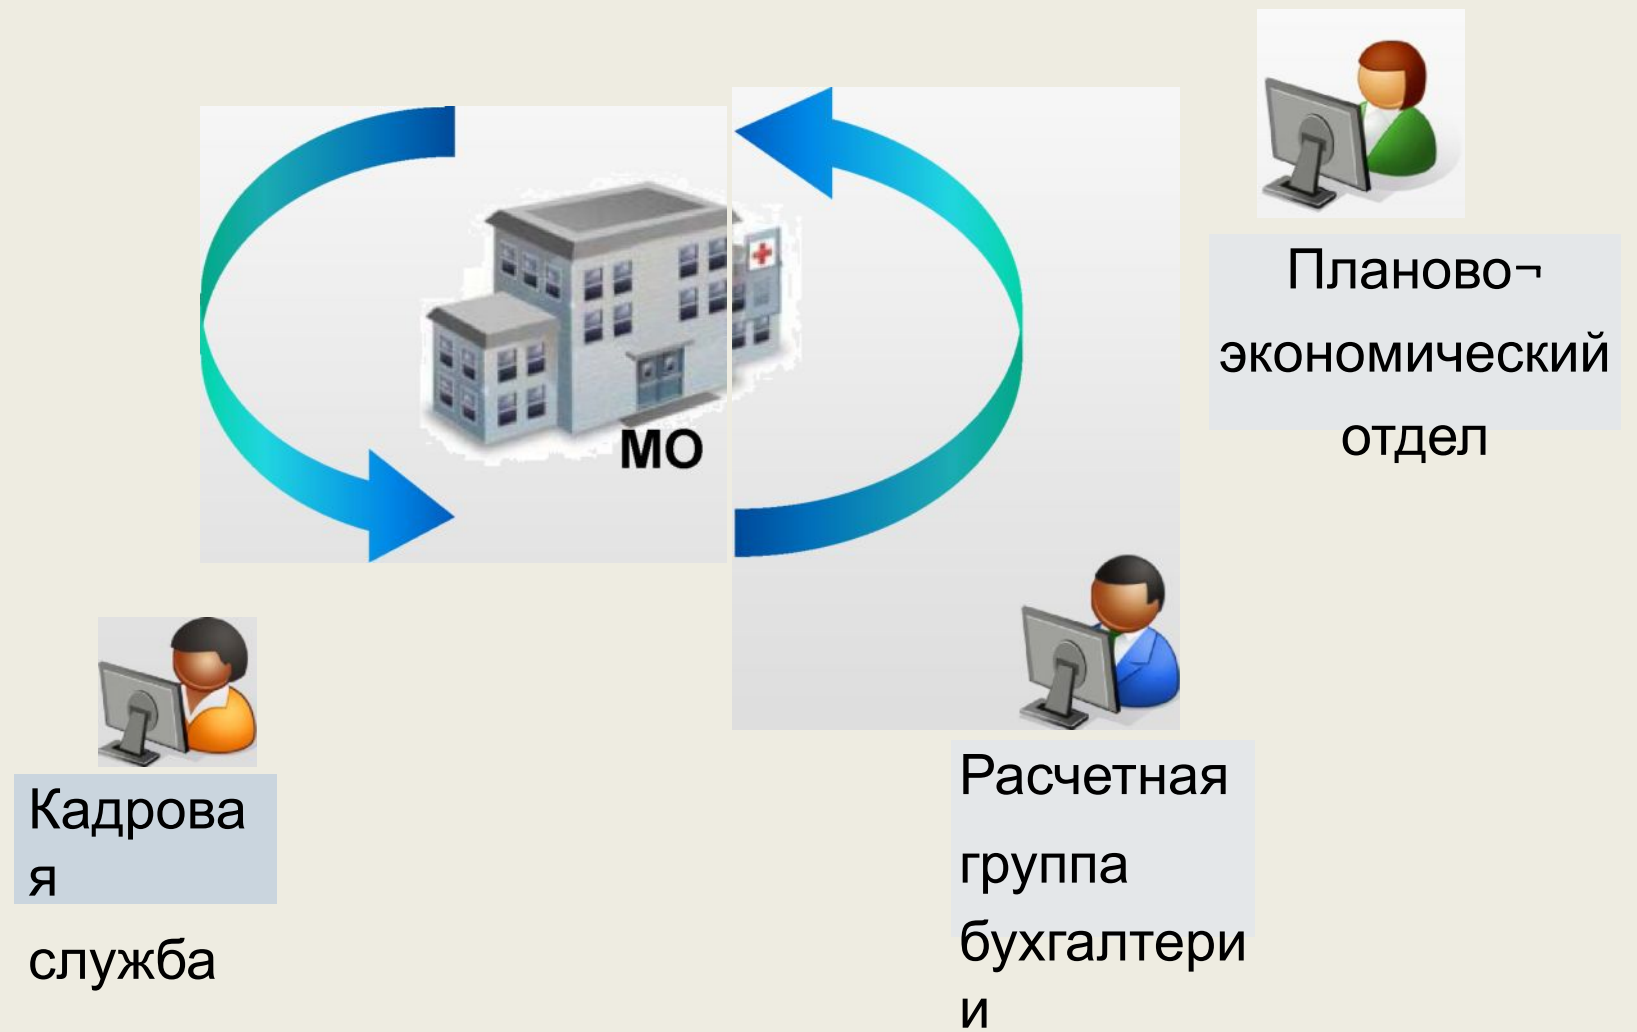 Планово¬
экономический
отдел
МО
Кадрова
я
служба
Расчетная
группа
бухгалтери
и